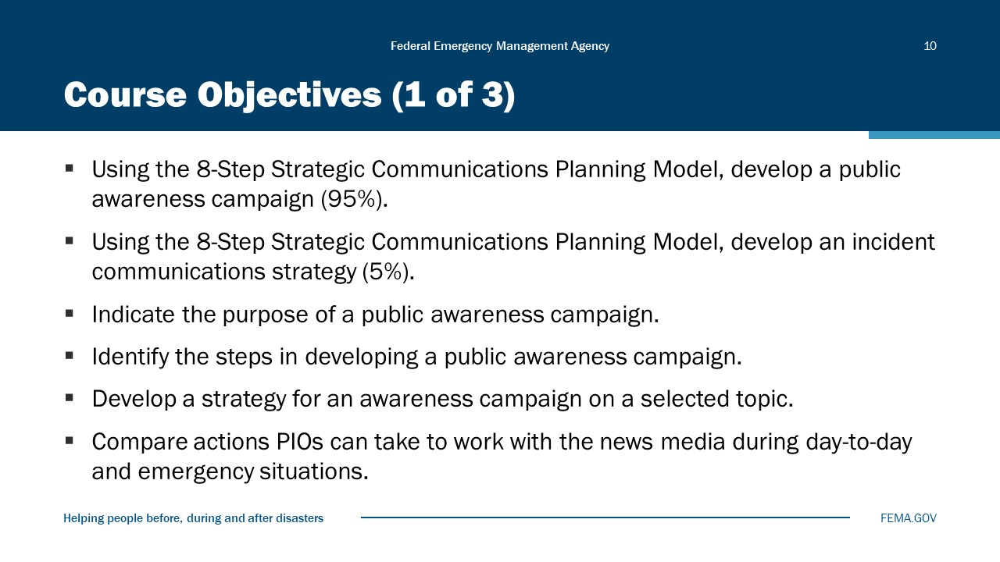 Federal Emergency Management Agency
10
Course Objectives (1 of 3)
▪ Using the 8-Step Strategic Communications Planning Model, develop a public
awareness campaign (95%).
▪ Using the 8-Step Strategic Communications Planning Model, develop an incident
communications strategy (5%).
▪ Indicate the purpose of a public awareness campaign.
▪ Identify the steps in developing a public awareness campaign.
▪ Develop a strategy for an awareness campaign on a selected topic.
▪ Compare actions PIOs can take to work with the news media during day-to-day
and emergency situations.
Helping people before, during and after disasters
FEMA.GOV